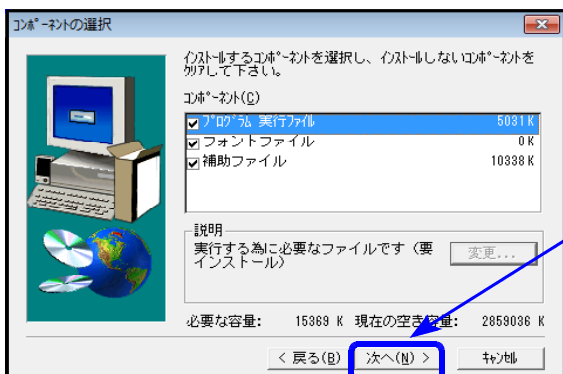 ｺﾝﾎﾟｰﾈﾝﾄの選択
ｲﾝｽﾄｰﾙするｺﾝﾎﾟｰﾈﾝﾄを選択し、ｲﾝｽﾄｰﾙしないｺﾝﾎﾟｰﾈﾝﾄを
ｸﾘｱして下さい。
ｺﾝﾎﾟｰﾈﾝﾄ(C)
ﾌﾟﾛｸﾞﾗﾑ 実行ﾌｧｲﾙ 5031 K
フォントファイル 0 K
補助ファイル 10338 K
説明
実行する為に必要なファイルです（要
インストール）
変更...
必要な容量: 15369 K 現在の空き容量: 2859036 K
< 戻る(B) 次へ(N) > ｷｬﾝｾﾙ